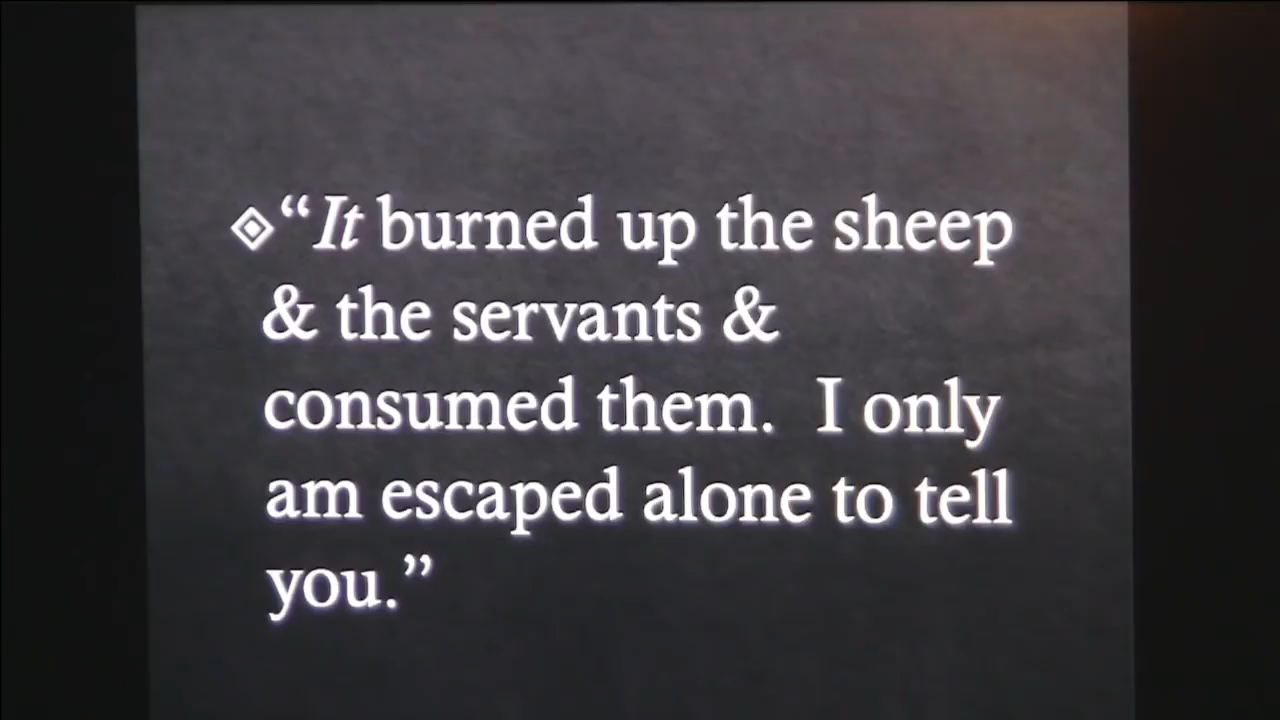 “It burned up the sheep
& the servants &
consumed them.  I only
am escaped alone to tell
you.”